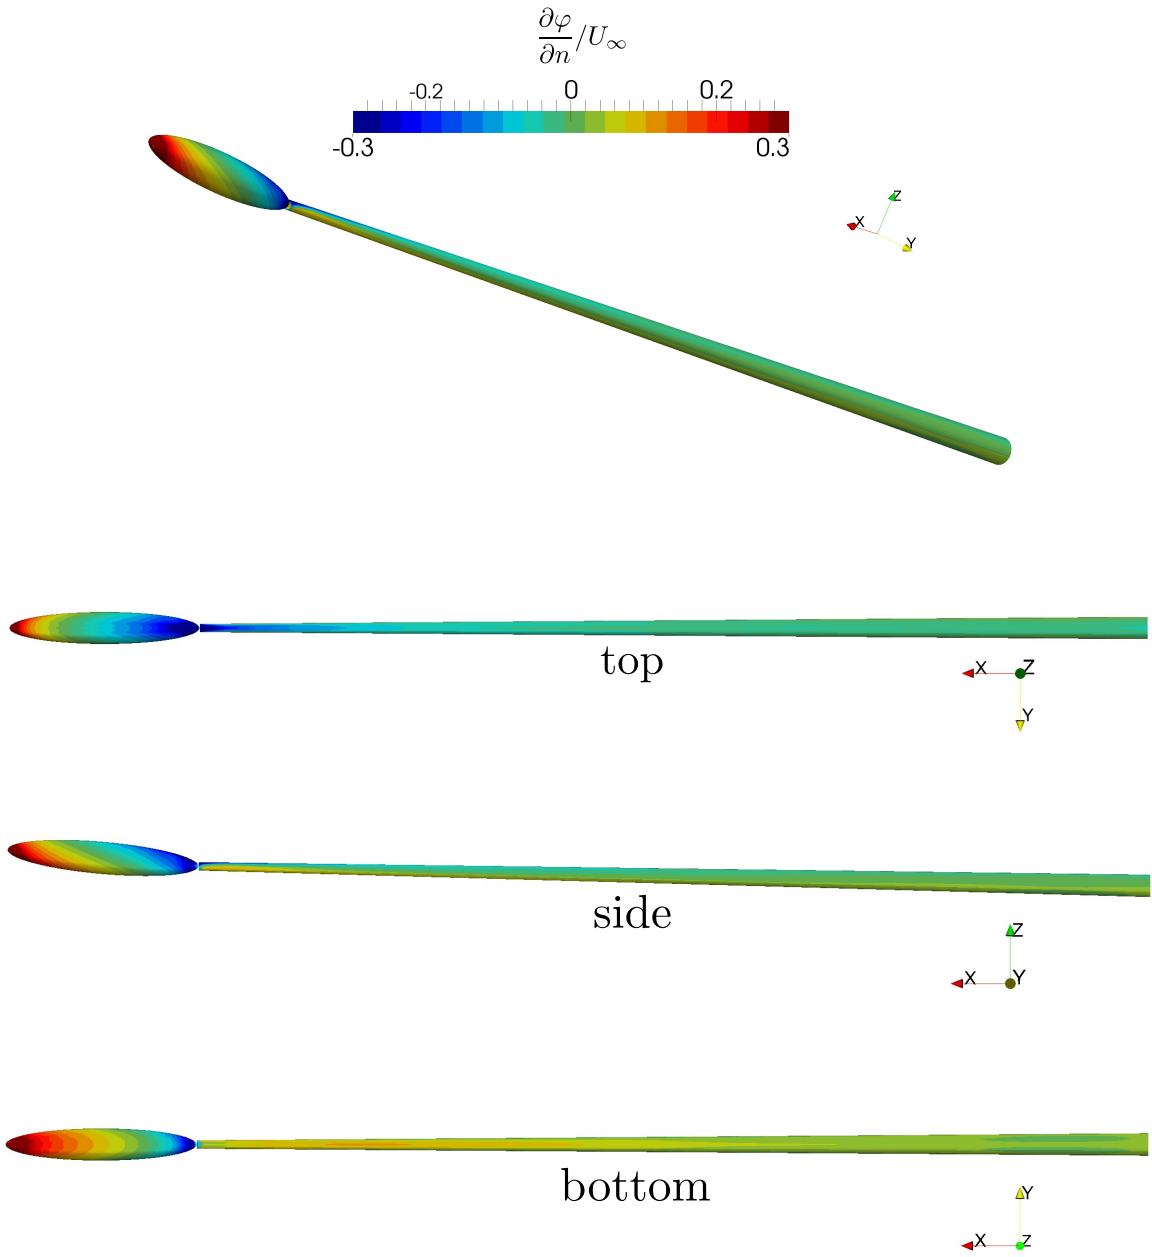 ∂φ/∂n /U∞
-0.2 0 0.2
-0.3 0.3
Z
X
Y
top
X Z
Y
side
Z
X Y
bottom
Y
X Z